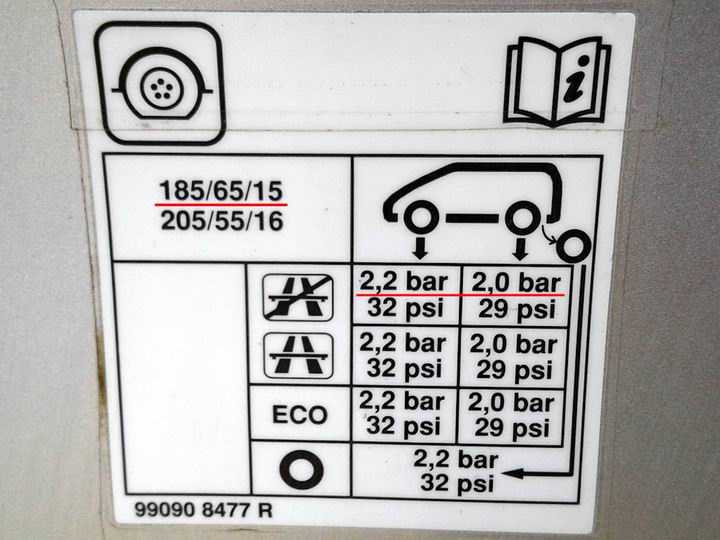 185/65/15
205/55/16
2,2 bar 2,0 bar
32 psi 29 psi
2,2 bar 2,0 bar
32 psi 29 psi
ECO 2,2 bar 2,0 bar
32 psi 29 psi
2,2 bar
32 psi
99090 8477 R